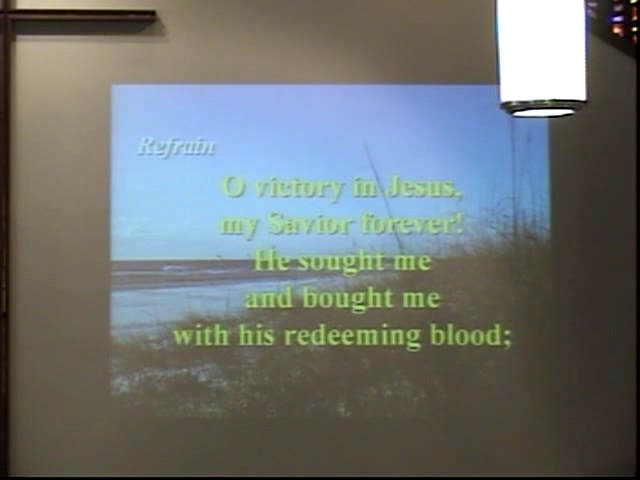 Refrain
O victory in Jesus,
my Savior forever!
He sought me
and bought me
with his redeeming blood;